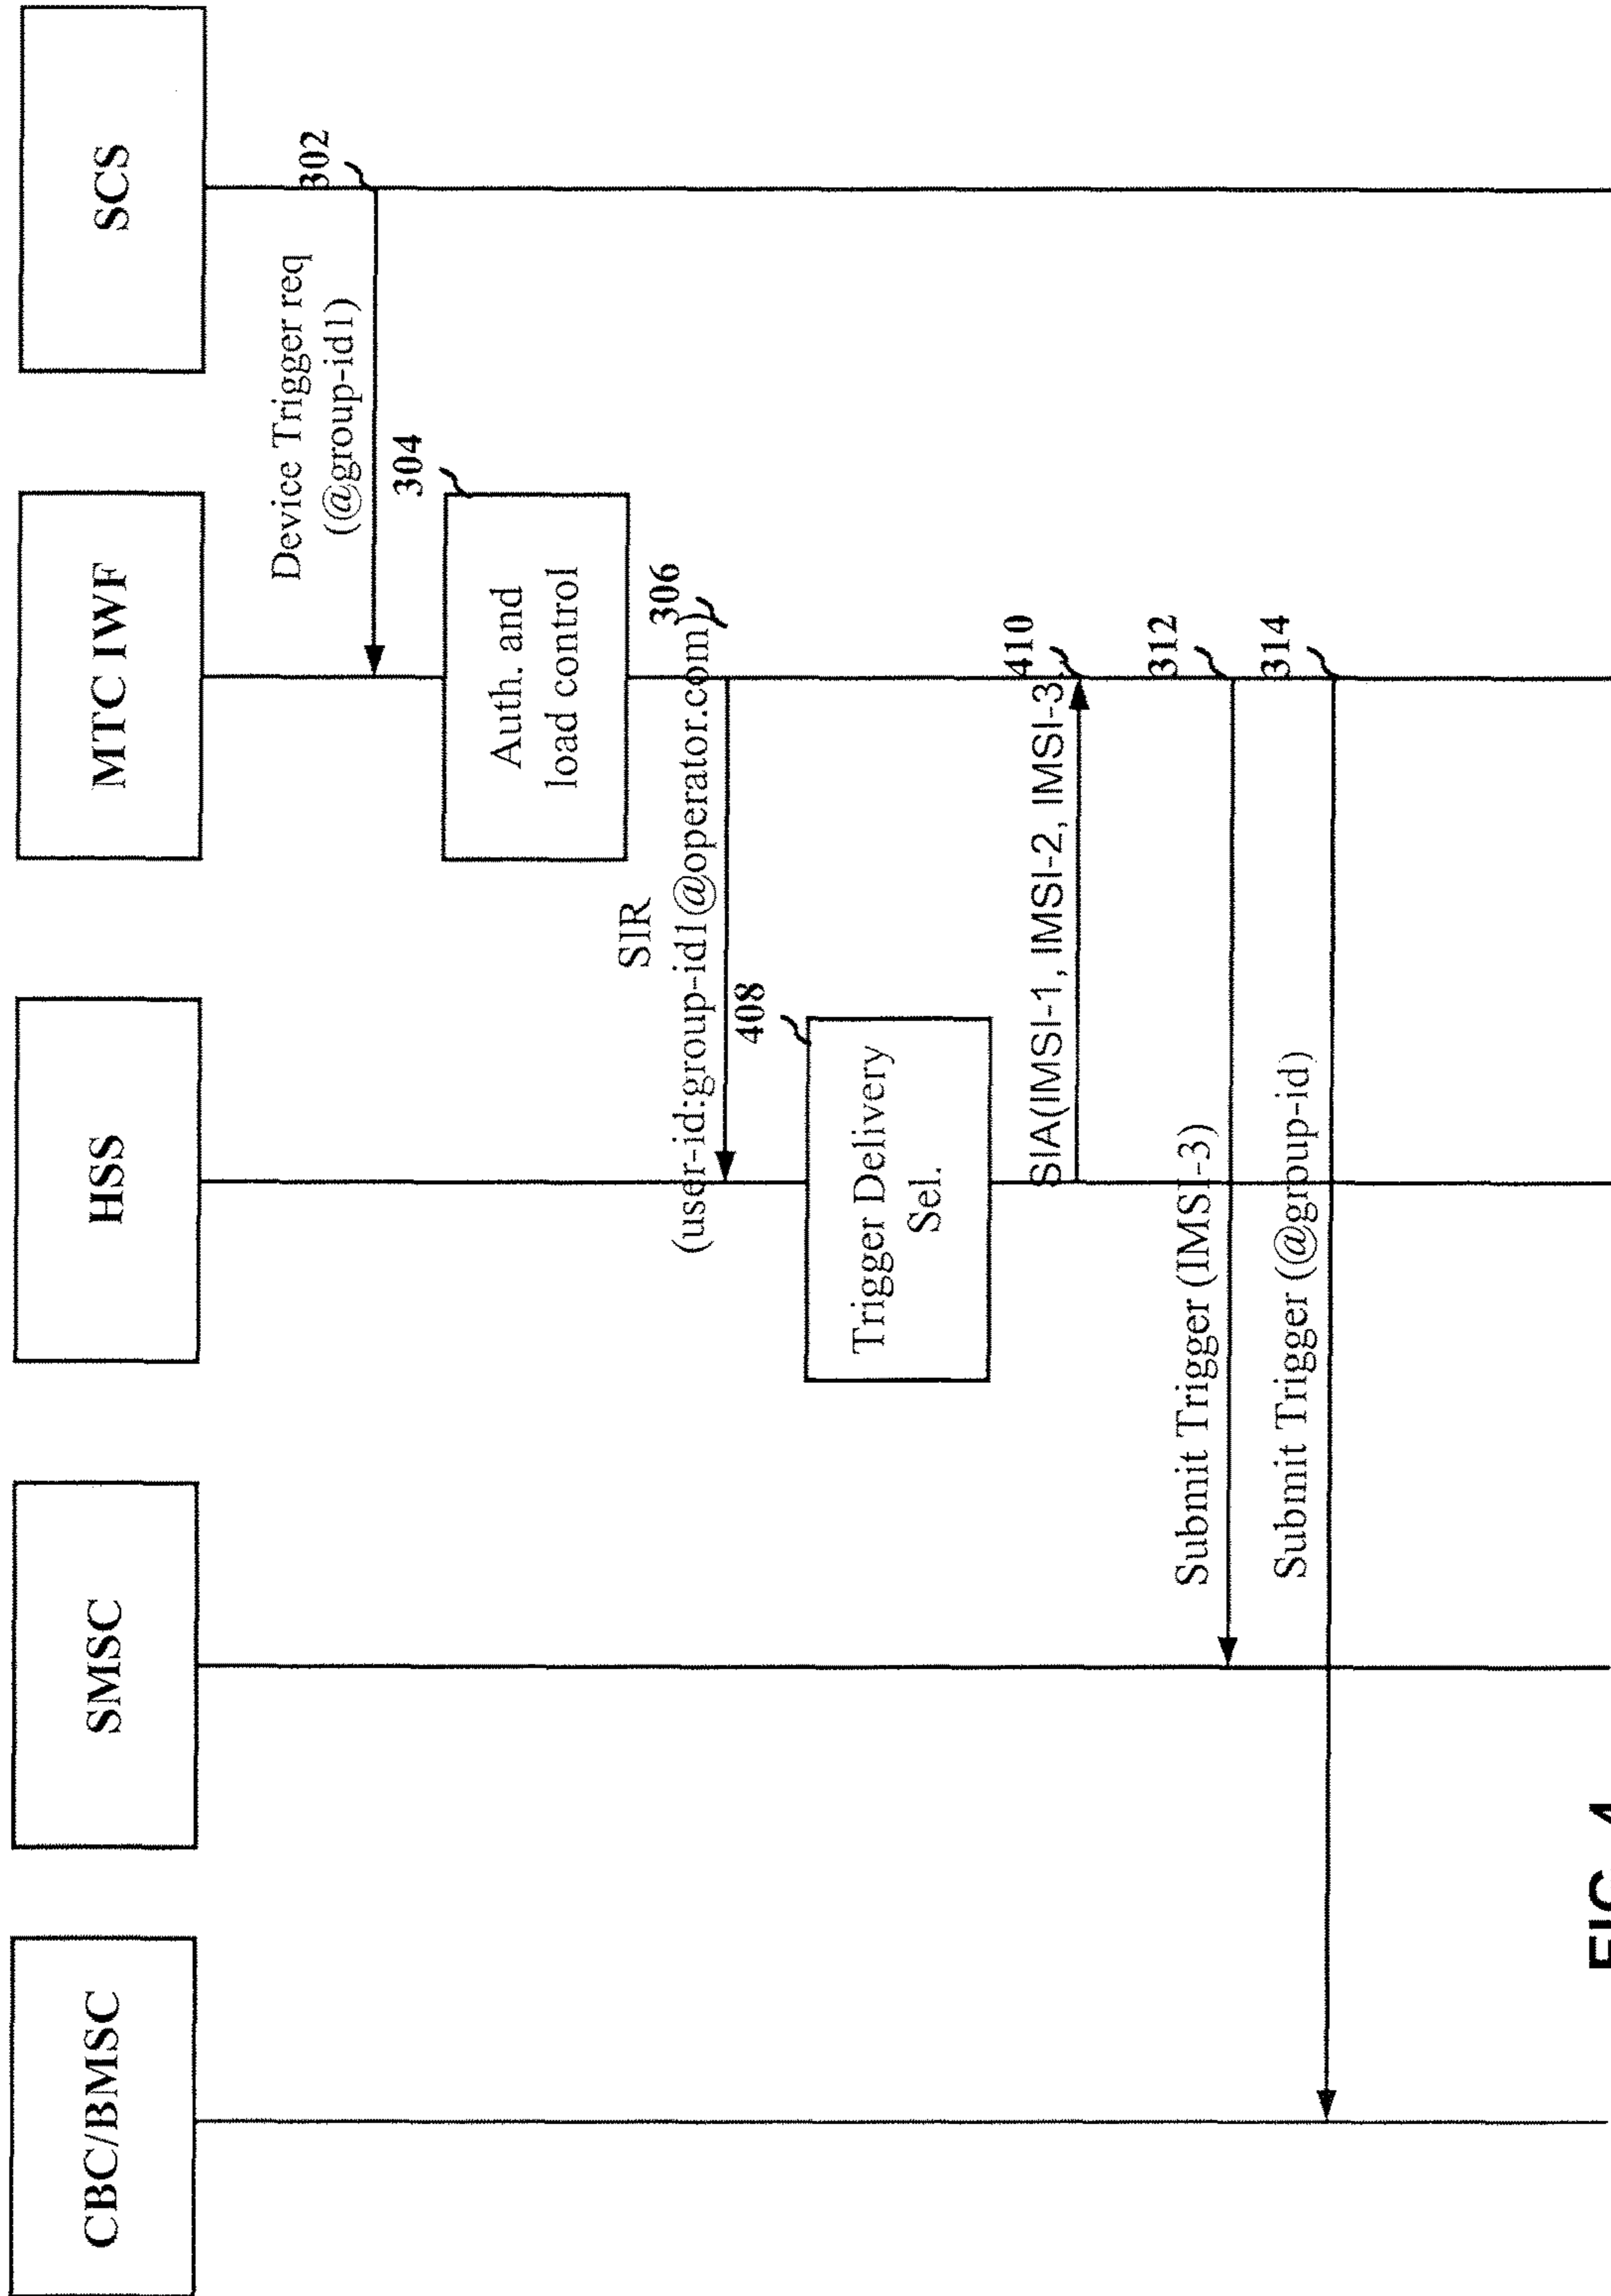 CBC/BMSC
SMSC
HSS
MTC IWF
SCS
302
Device Trigger req
(@group-id1)
304
Auth. and
load control
306
SIR
(user-id:group-id1@operator.com)
408
Trigger Delivery
Sel.
410
SIA(IMSI-1, IMSI-2, IMSI-3)
312
Submit Trigger (IMSI-3)
314
Submit Trigger (@group-id)
FIG. 4